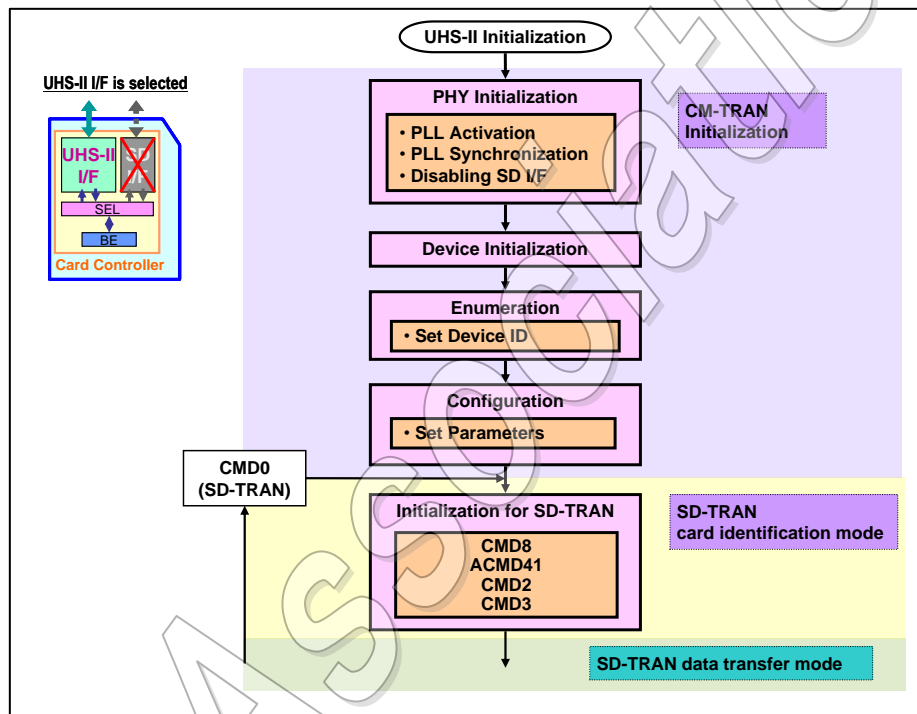 UHS-II Initialization
UHS-II I/F is selected
UHS-II
I/F
SD
I/F
SEL
BE
Card Controller
PHY Initialization
• PLL Activation
• PLL Synchronization
• Disabling SD I/F
CM-TRAN
Initialization
Device Initialization
Enumeration
• Set Device ID
Configuration
• Set Parameters
CMD0
(SD-TRAN)
Initialization for SD-TRAN
CMD8
ACMD41
CMD2
CMD3
SD-TRAN
card identification mode
SD-TRAN data transfer mode
Association